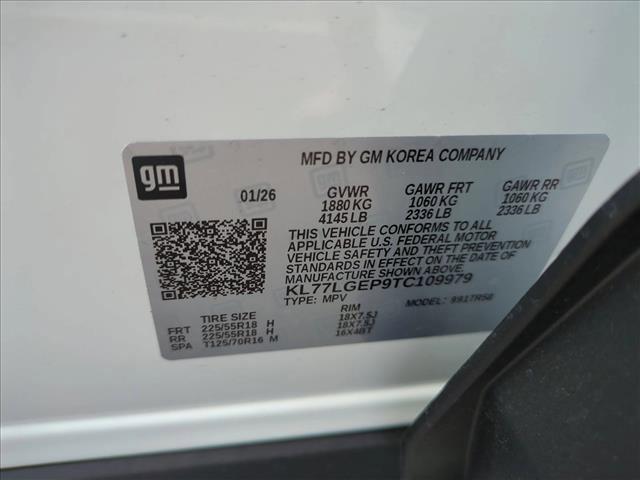 gm
MFD BY GM KOREA COMPANY
01/26 GVWR GAWR FRT GAWR RR
1880 KG 1060 KG 1060 KG
4145 LB 2336 LB 2336 LB
THIS VEHICLE CONFORMS TO ALL
APPLICABLE U.S. FEDERAL MOTOR
VEHICLE SAFETY AND THEFT
STANDARDS IN EFFECT ON THE DATE OF
MANUFACTURE SHOWN ABOVE.
KL77LGEP9TC109979
TYPE: MPV MODEL: 991TR58
TIRE SIZE RIM
FRT 225/55R18 H 18X7.5J
RR 225/55R18 H 18X7.5J
SPA T125/70R16 M 16X4BT